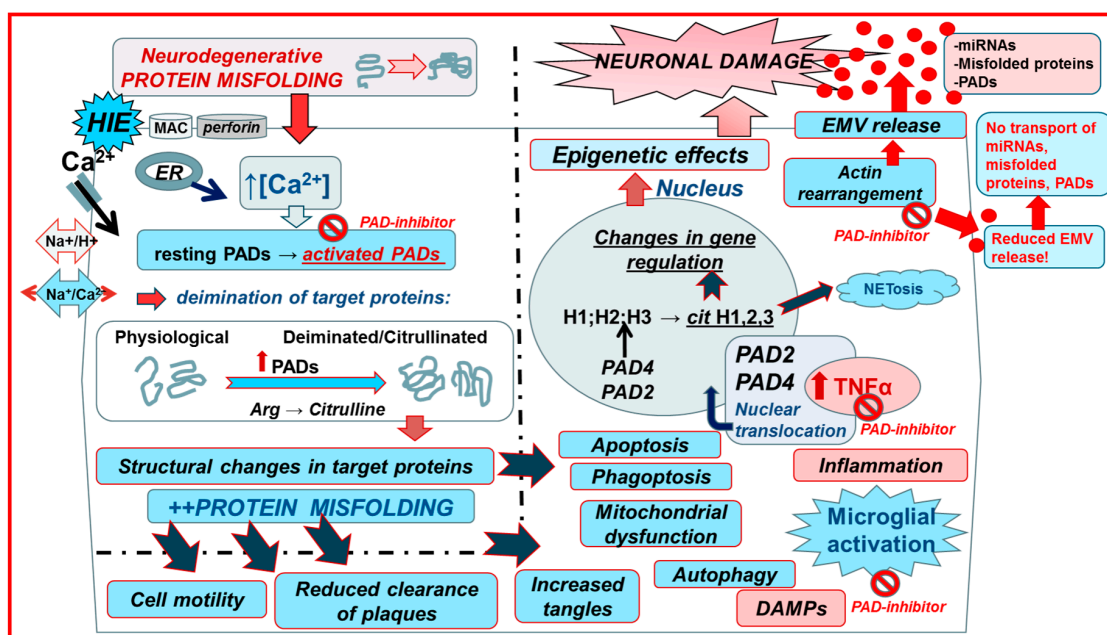 Neurodegenerative
PROTEIN MISFOLDING
HIE
MAC
perforin
Ca2+
ER
↑[Ca2+]
PAD-inhibitor
resting PADs → activated PADs
Na+/H+
Na+/Ca2-
deimination of target proteins:
Physiological
Deiminated/Citrullinated
PADs
Arg → Citrulline
Structural changes in target proteins
++PROTEIN MISFOLDING
Cell motility
Reduced clearance
of plaques
Increased
tangles
NEURONAL DAMAGE
-miRNAs
-Misfolded proteins
-PADs
EMV release
No transport of
miRNAs,
misfolded
proteins, PADs
Epigenetic effects
Actin
rearrangement
PAD-inhibitor
Reduced EMV
release!
Nucleus
Changes in gene
regulation
H1;H2;H3 → cit H1,2,3
PAD4
PAD2
NETosis
PAD2
PAD4
Nuclear
translocation
TNFα
PAD-inhibitor
Apoptosis
Phagoptosis
Mitochondrial
dysfunction
Inflammation
Microglial
activation
Autophagy
DAMPs
PAD-inhibitor